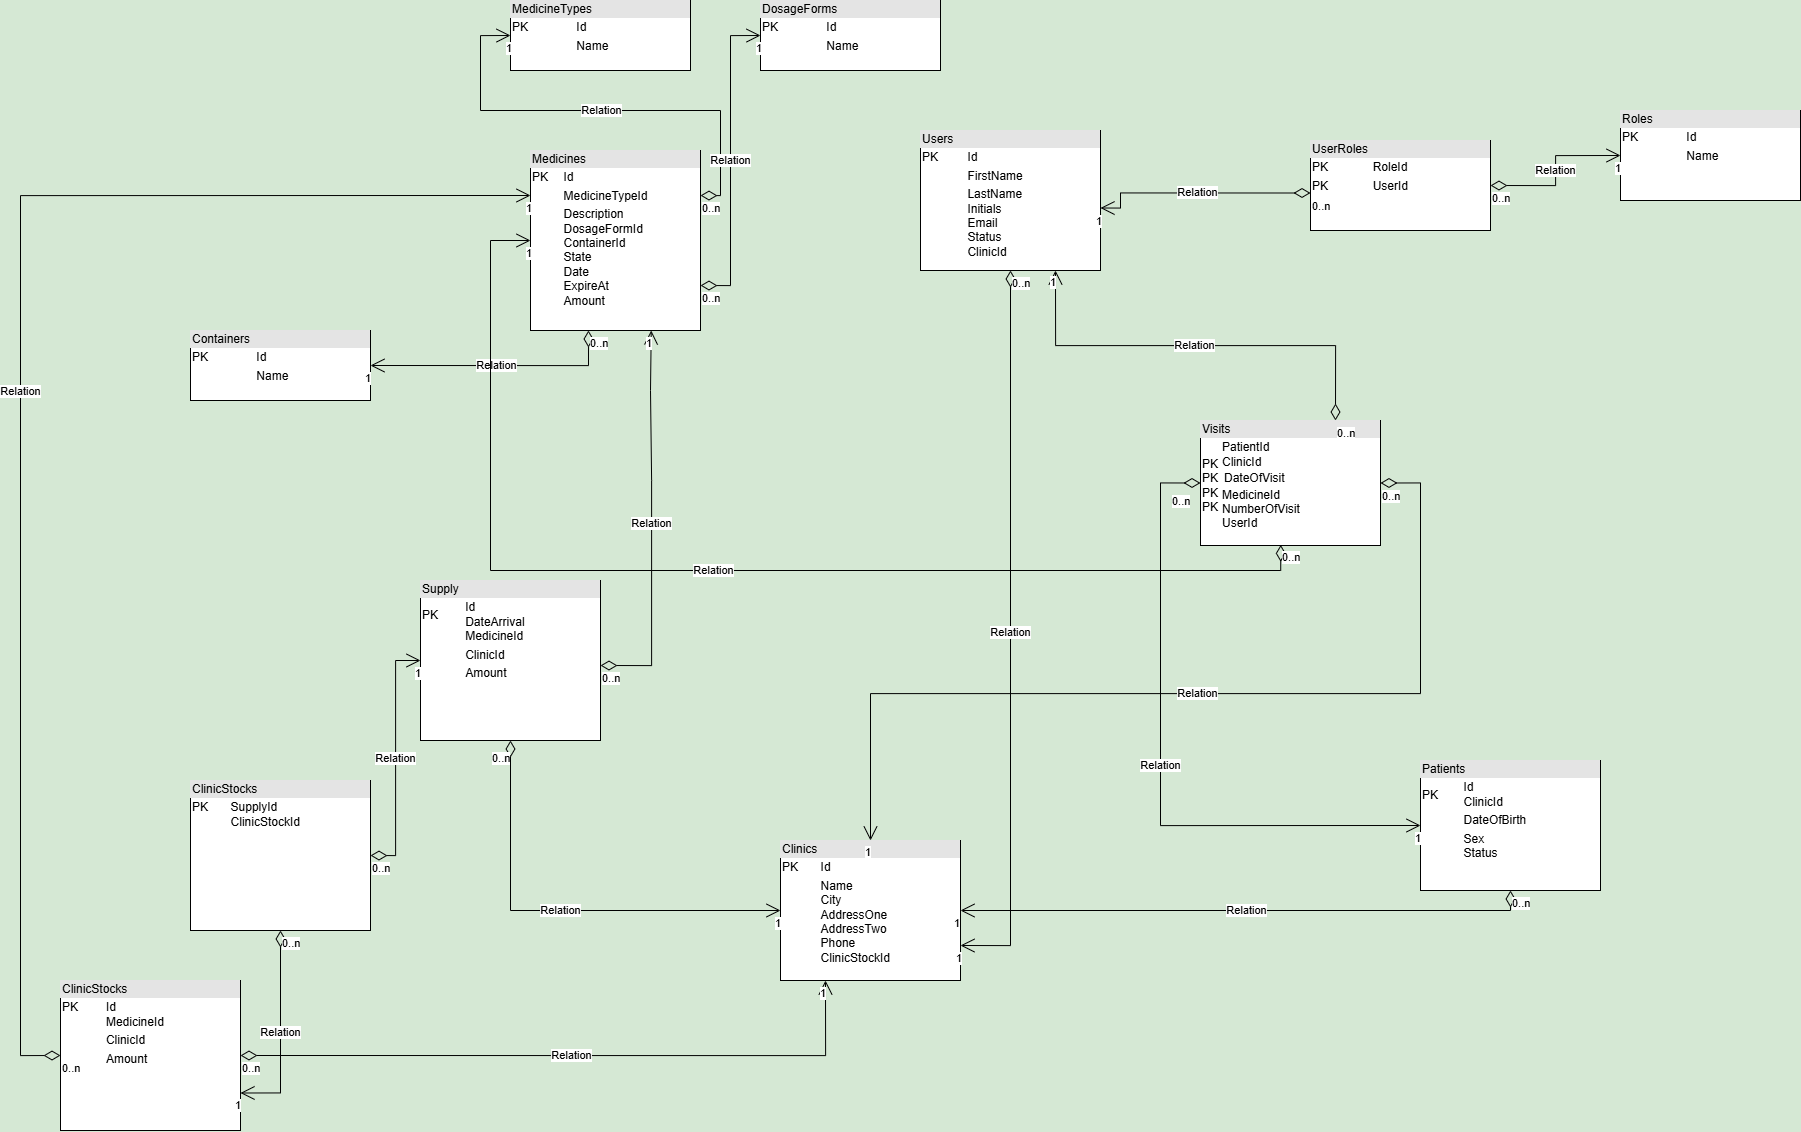 MedicineTypes
PK Id
Name
1
DosageForms
PK Id
Name
1
Relation
Relation
Medicines
PK Id
MedicineTypeId
Description
DosageFormId
ContainerId
State
Date
ExpireAt
Amount
1
1
0..n
0..n
0..n
1
Users
PK Id
FirstName
LastName
Initials
Email
Status
ClinicId
1
0..n
1
Relation
UserRoles
PK RoleId
PK UserId
0..n
0..n
Relation
Roles
PK Id
Name
1
Containers
PK Id
Name
1
Relation
Relation
Relation
Relation
Visits
0..n
PatientId
PK ClinicId
PK DateOfVisit
PK MedicineId
PK NumberOfVisit
UserId
0..n
0..n
0..n
Relation
Supply
Id
PK
DateArrival
MedicineId
ClinicId
Amount
1
0..n
0..n
Relation
Relation
Relation
Relation
ClinicStocks
PK SupplyId
ClinicStockId
0..n
0..n
Relation
Clinics
1
PK Id
Name
City
AddressOne
AddressTwo
Phone
ClinicStockId
1
1
1
1
Relation
Patients
Id
PK
ClinicId
DateOfBirth
Sex
Status
1
0..n
Relation
ClinicStocks
PK Id
MedicineId
ClinicId
Amount
0..n
0..n
1
Relation
Relation